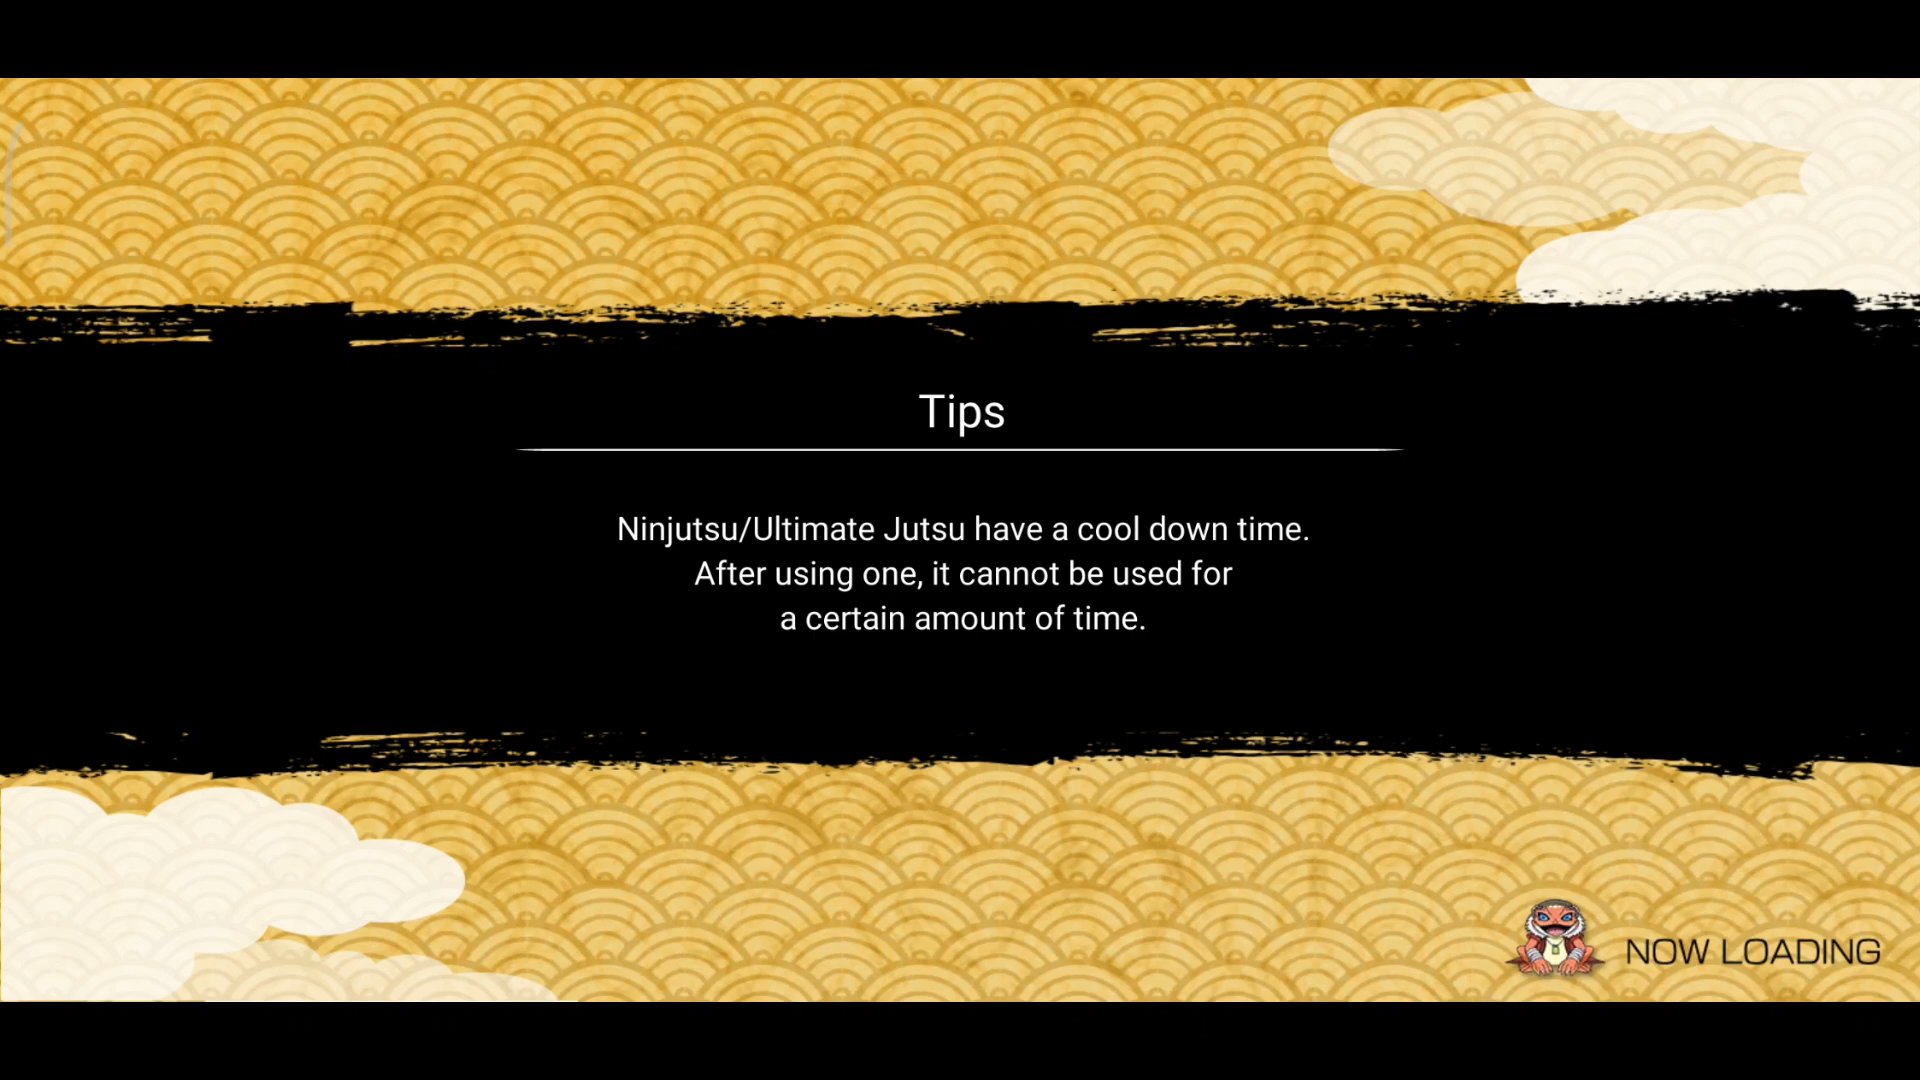 Tips
Ninjutsu/Ultimate Jutsu have a cool down time.
After using one, it cannot be used for
a certain amount of time.
NOW LOADING